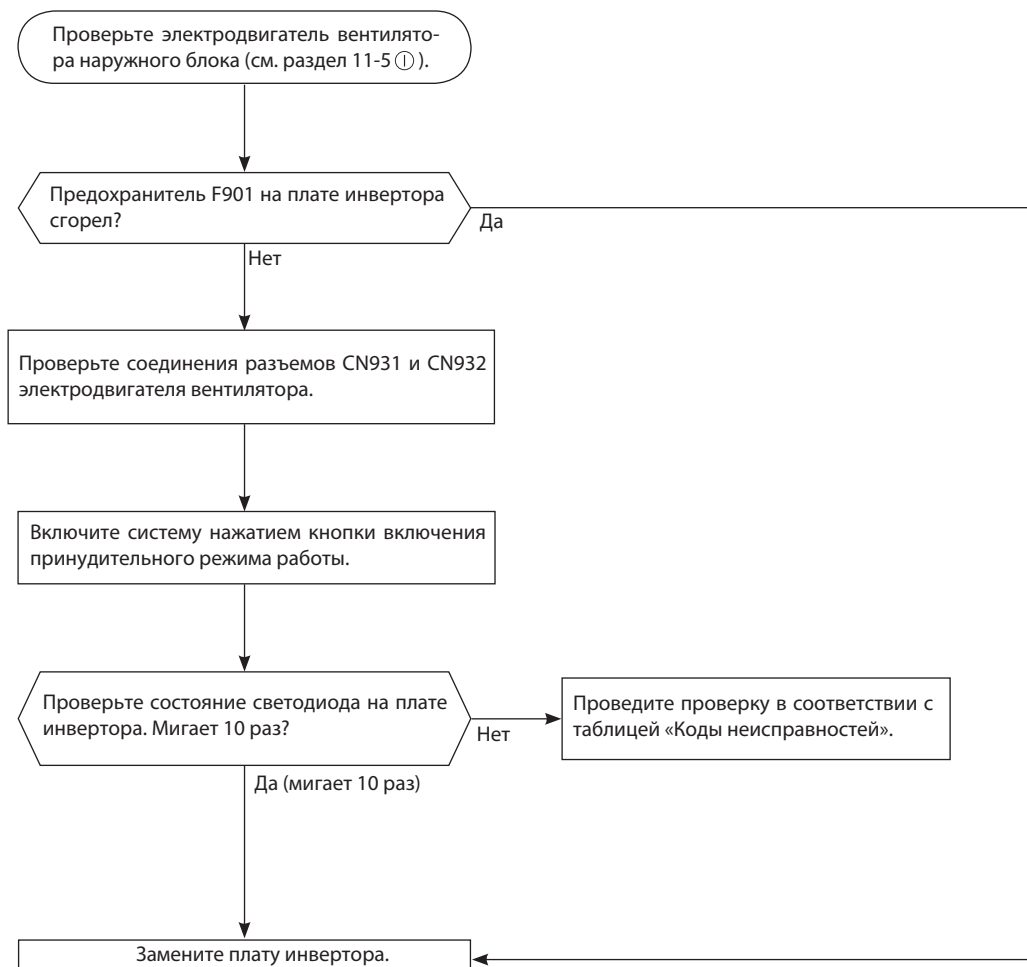 Проверьте электродвигатель вентилято-
ра наружного блока (см. раздел 11-5 Ⓘ ).
Предохранитель F901 на плате инвертора
сгорел?
Да
Нет
Проверьте соединения разъемов CN931 и CN932
электродвигателя вентилятора.
Включите систему нажатием кнопки включения
принудительного режима работы.
Проверьте состояние светодиода на плате
инвертора. Мигает 10 раз?
Нет
Проведите проверку в соответствии с
таблицей «Коды неисправностей».
Да (мигает 10 раз)
Замените плату инвертора.